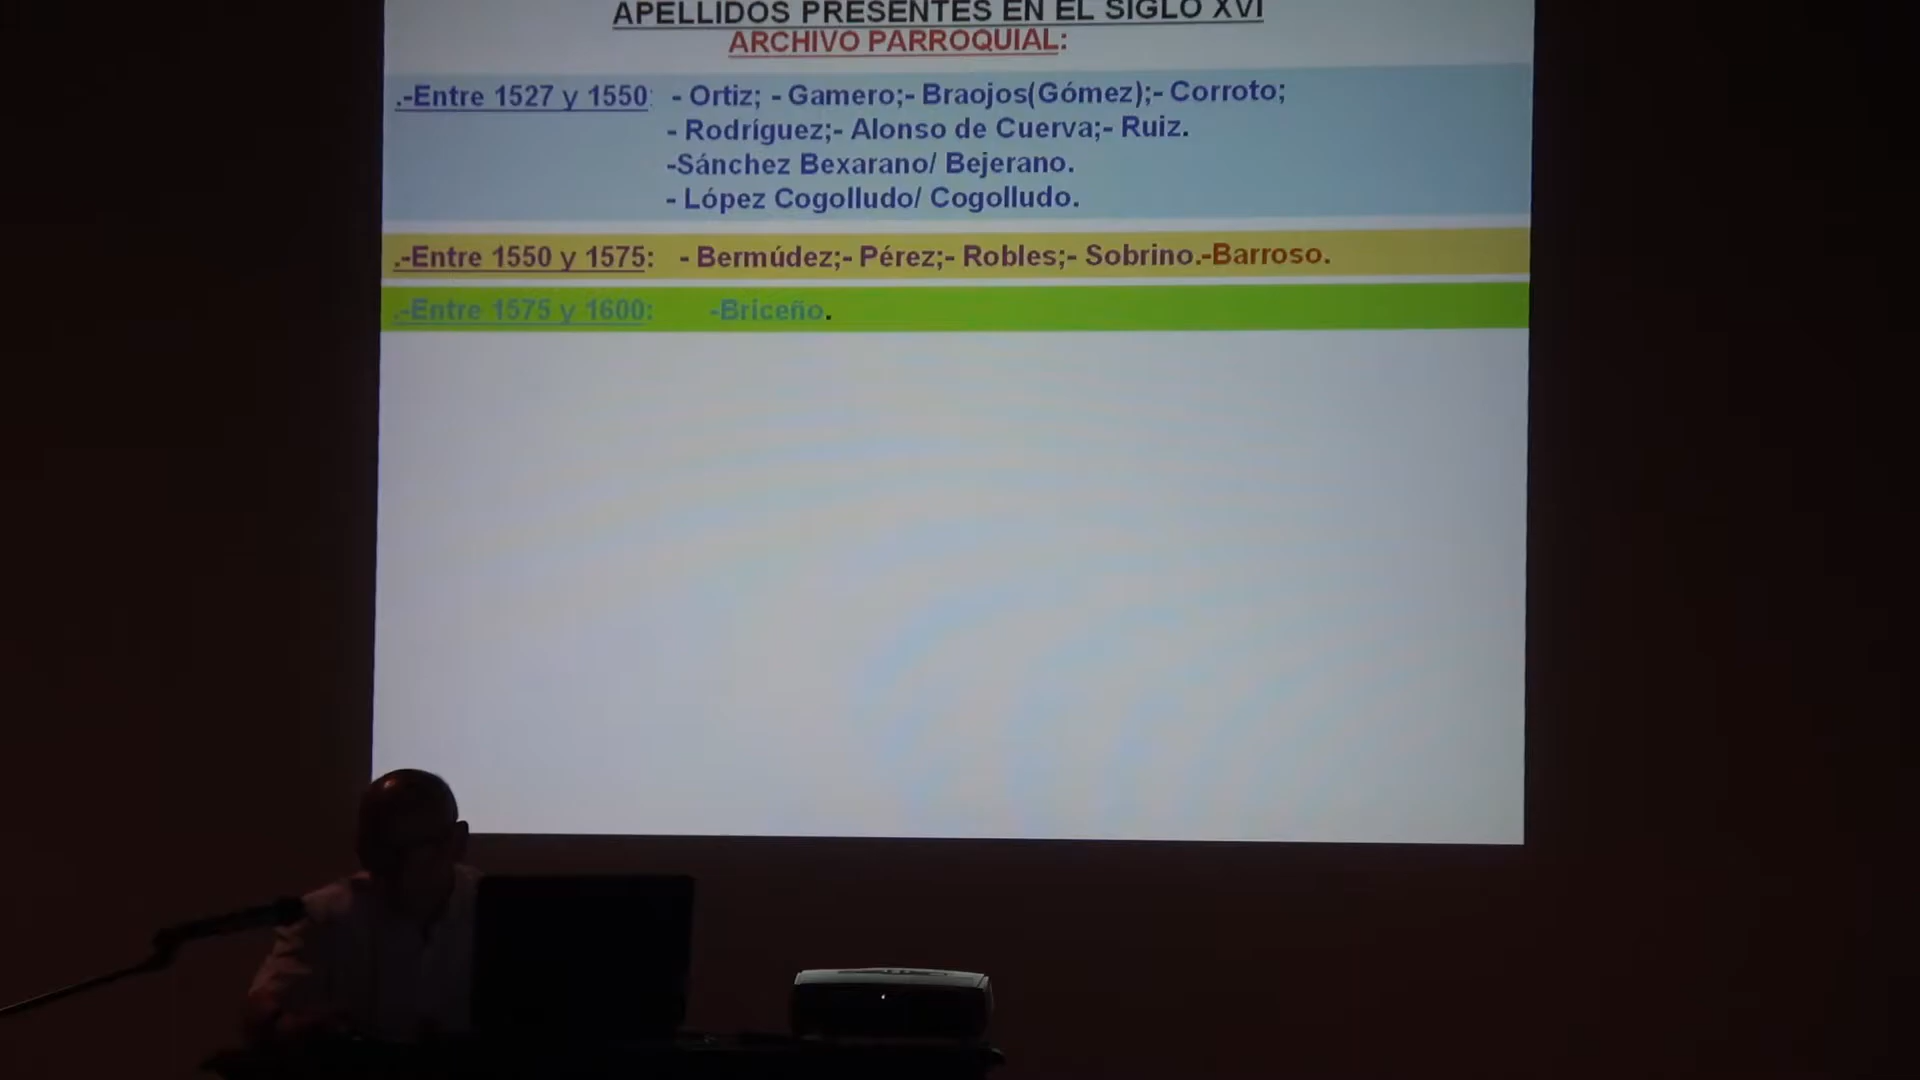 APELLIDOS PRESENTES EN EL SIGLO XVI
ARCHIVO PARROQUIAL:
.-Entre 1527 y 1550: - Ortiz; - Gamero;- Braojos(Gómez);- Corroto;
- Rodríguez;- Alonso de Cuerva;- Ruiz.
-Sánchez Bexarano/ Bejerano.
- López Cogolludo/ Cogolludo.
.-Entre 1550 y 1575: - Bermúdez;- Pérez;- Robles;- Sobrino.-Barroso.
.-Entre 1575 y 1600: -Briceño.